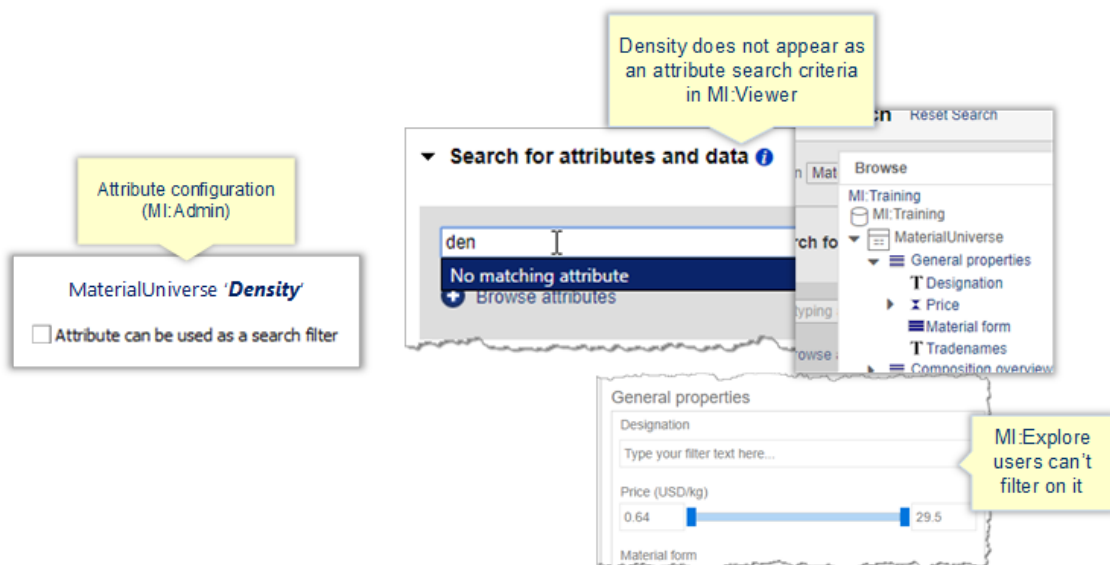 Density does not appear as
an attribute search criteria
in MI:Viewer
Attribute configuration
(MI:Admin)
MaterialUniverse ‘Density’
Attribute can be used as a search filter
Search for attributes and data
den
No matching attribute
Browse attributes
Reset Search
Mat
Browse
MI:Training
MI:Training
MaterialUniverse
General properties
Designation
Price
Material form
Tradenames
Composition overview
General properties
Designation
Type your filter text here...
Price (USD/kg)
0.64
29.5
Material form
MI:Explore
users can’t
filter on it